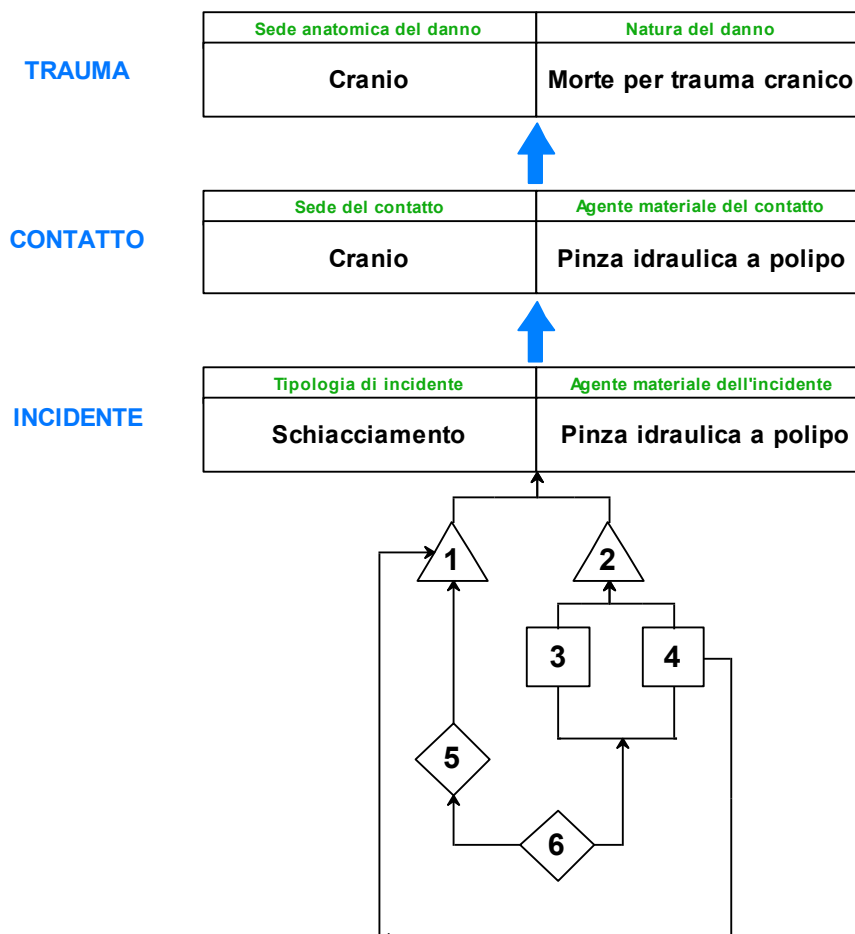 Sede anatomica del danno
Natura del danno
TRAUMA
Cranio
Morte per trauma cranico
Sede del contatto
Agente materiale del contatto
CONTATTO
Cranio
Pinza idraulica a polipo
Tipologia di incidente
Agente materiale dell'incidente
INCIDENTE
Schiacciamento
Pinza idraulica a polipo
1
2
3
4
5
6